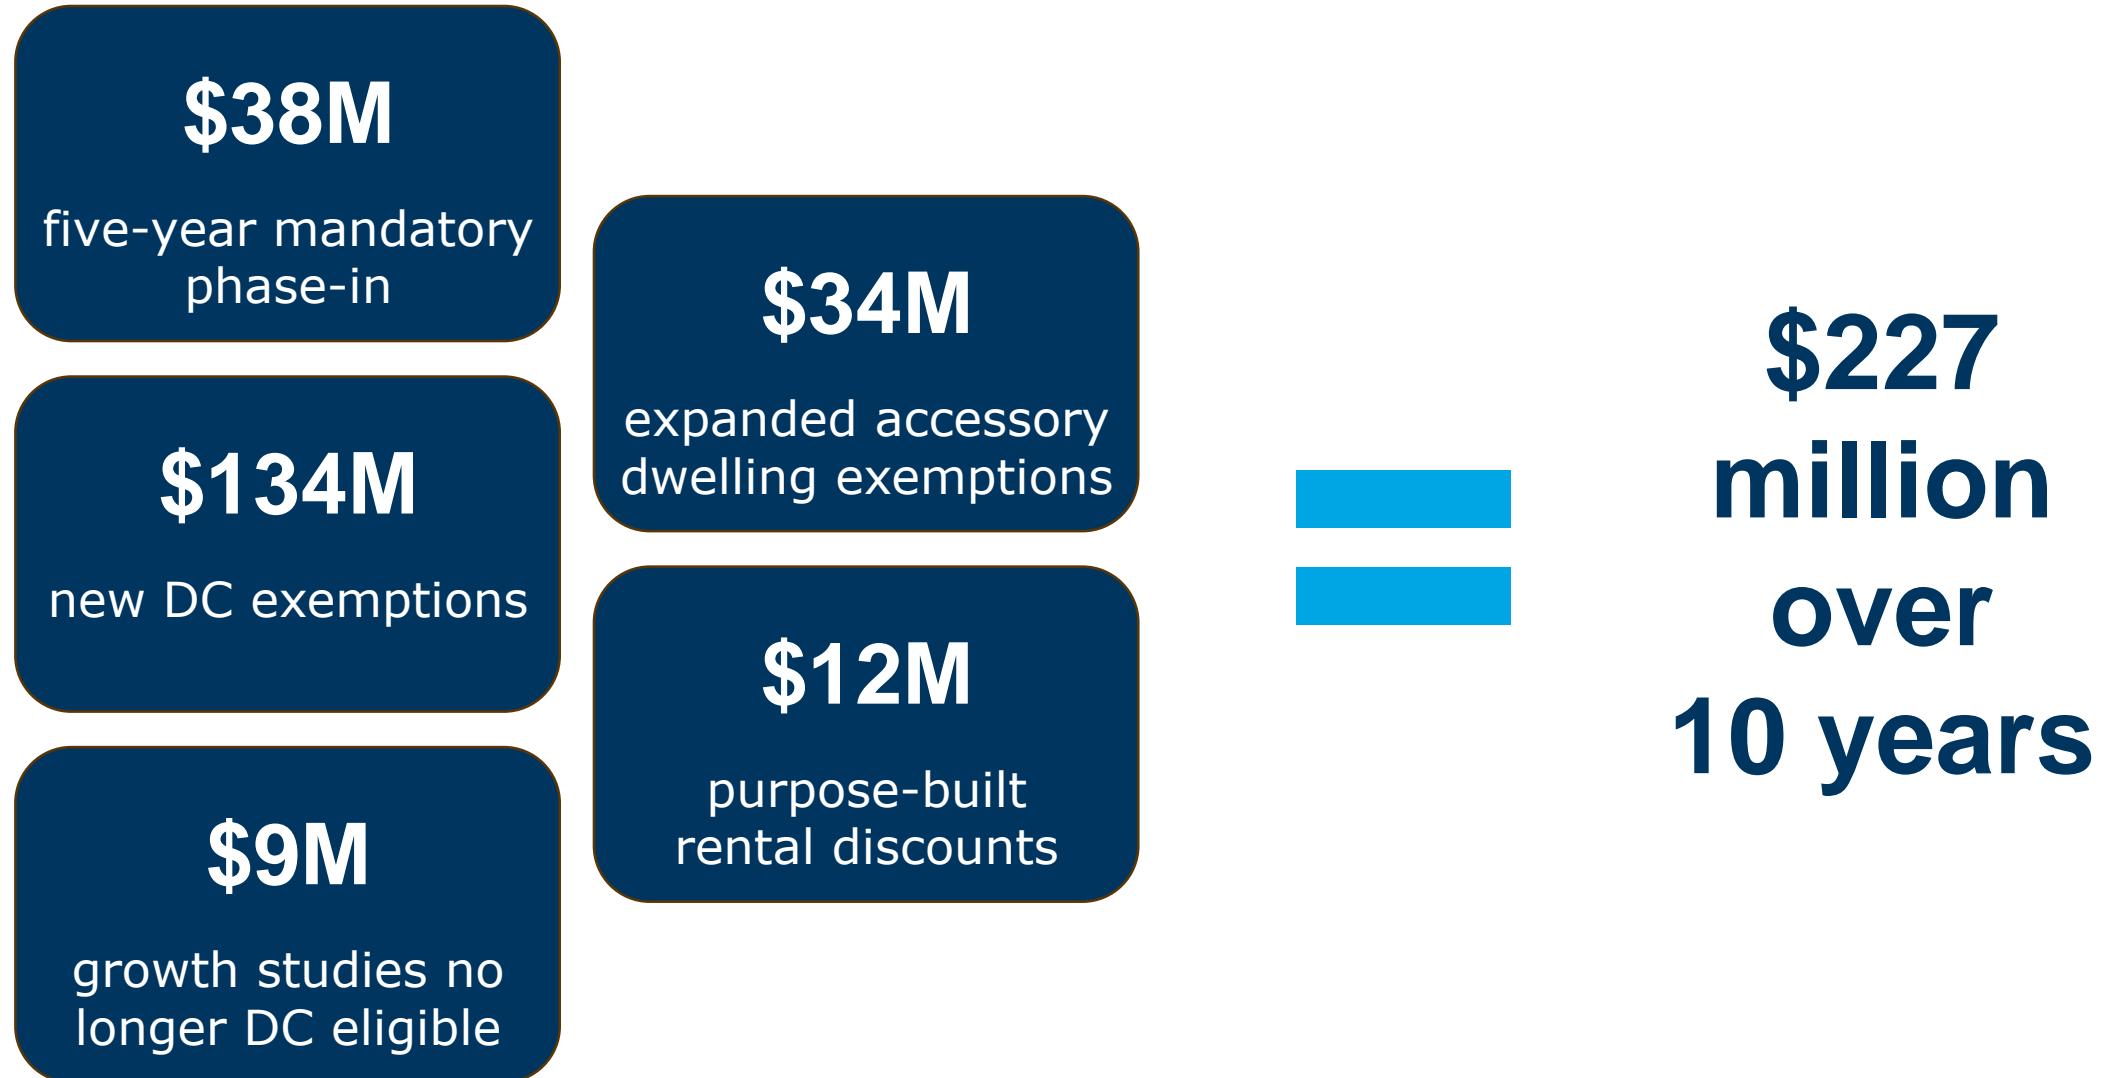 $38M
five-year mandatory
phase-in
$134M
new DC exemptions
$9M
growth studies no
longer DC eligible
$34M
expanded accessory
dwelling exemptions
$12M
purpose-built
rental discounts
$227
million
over
10 years